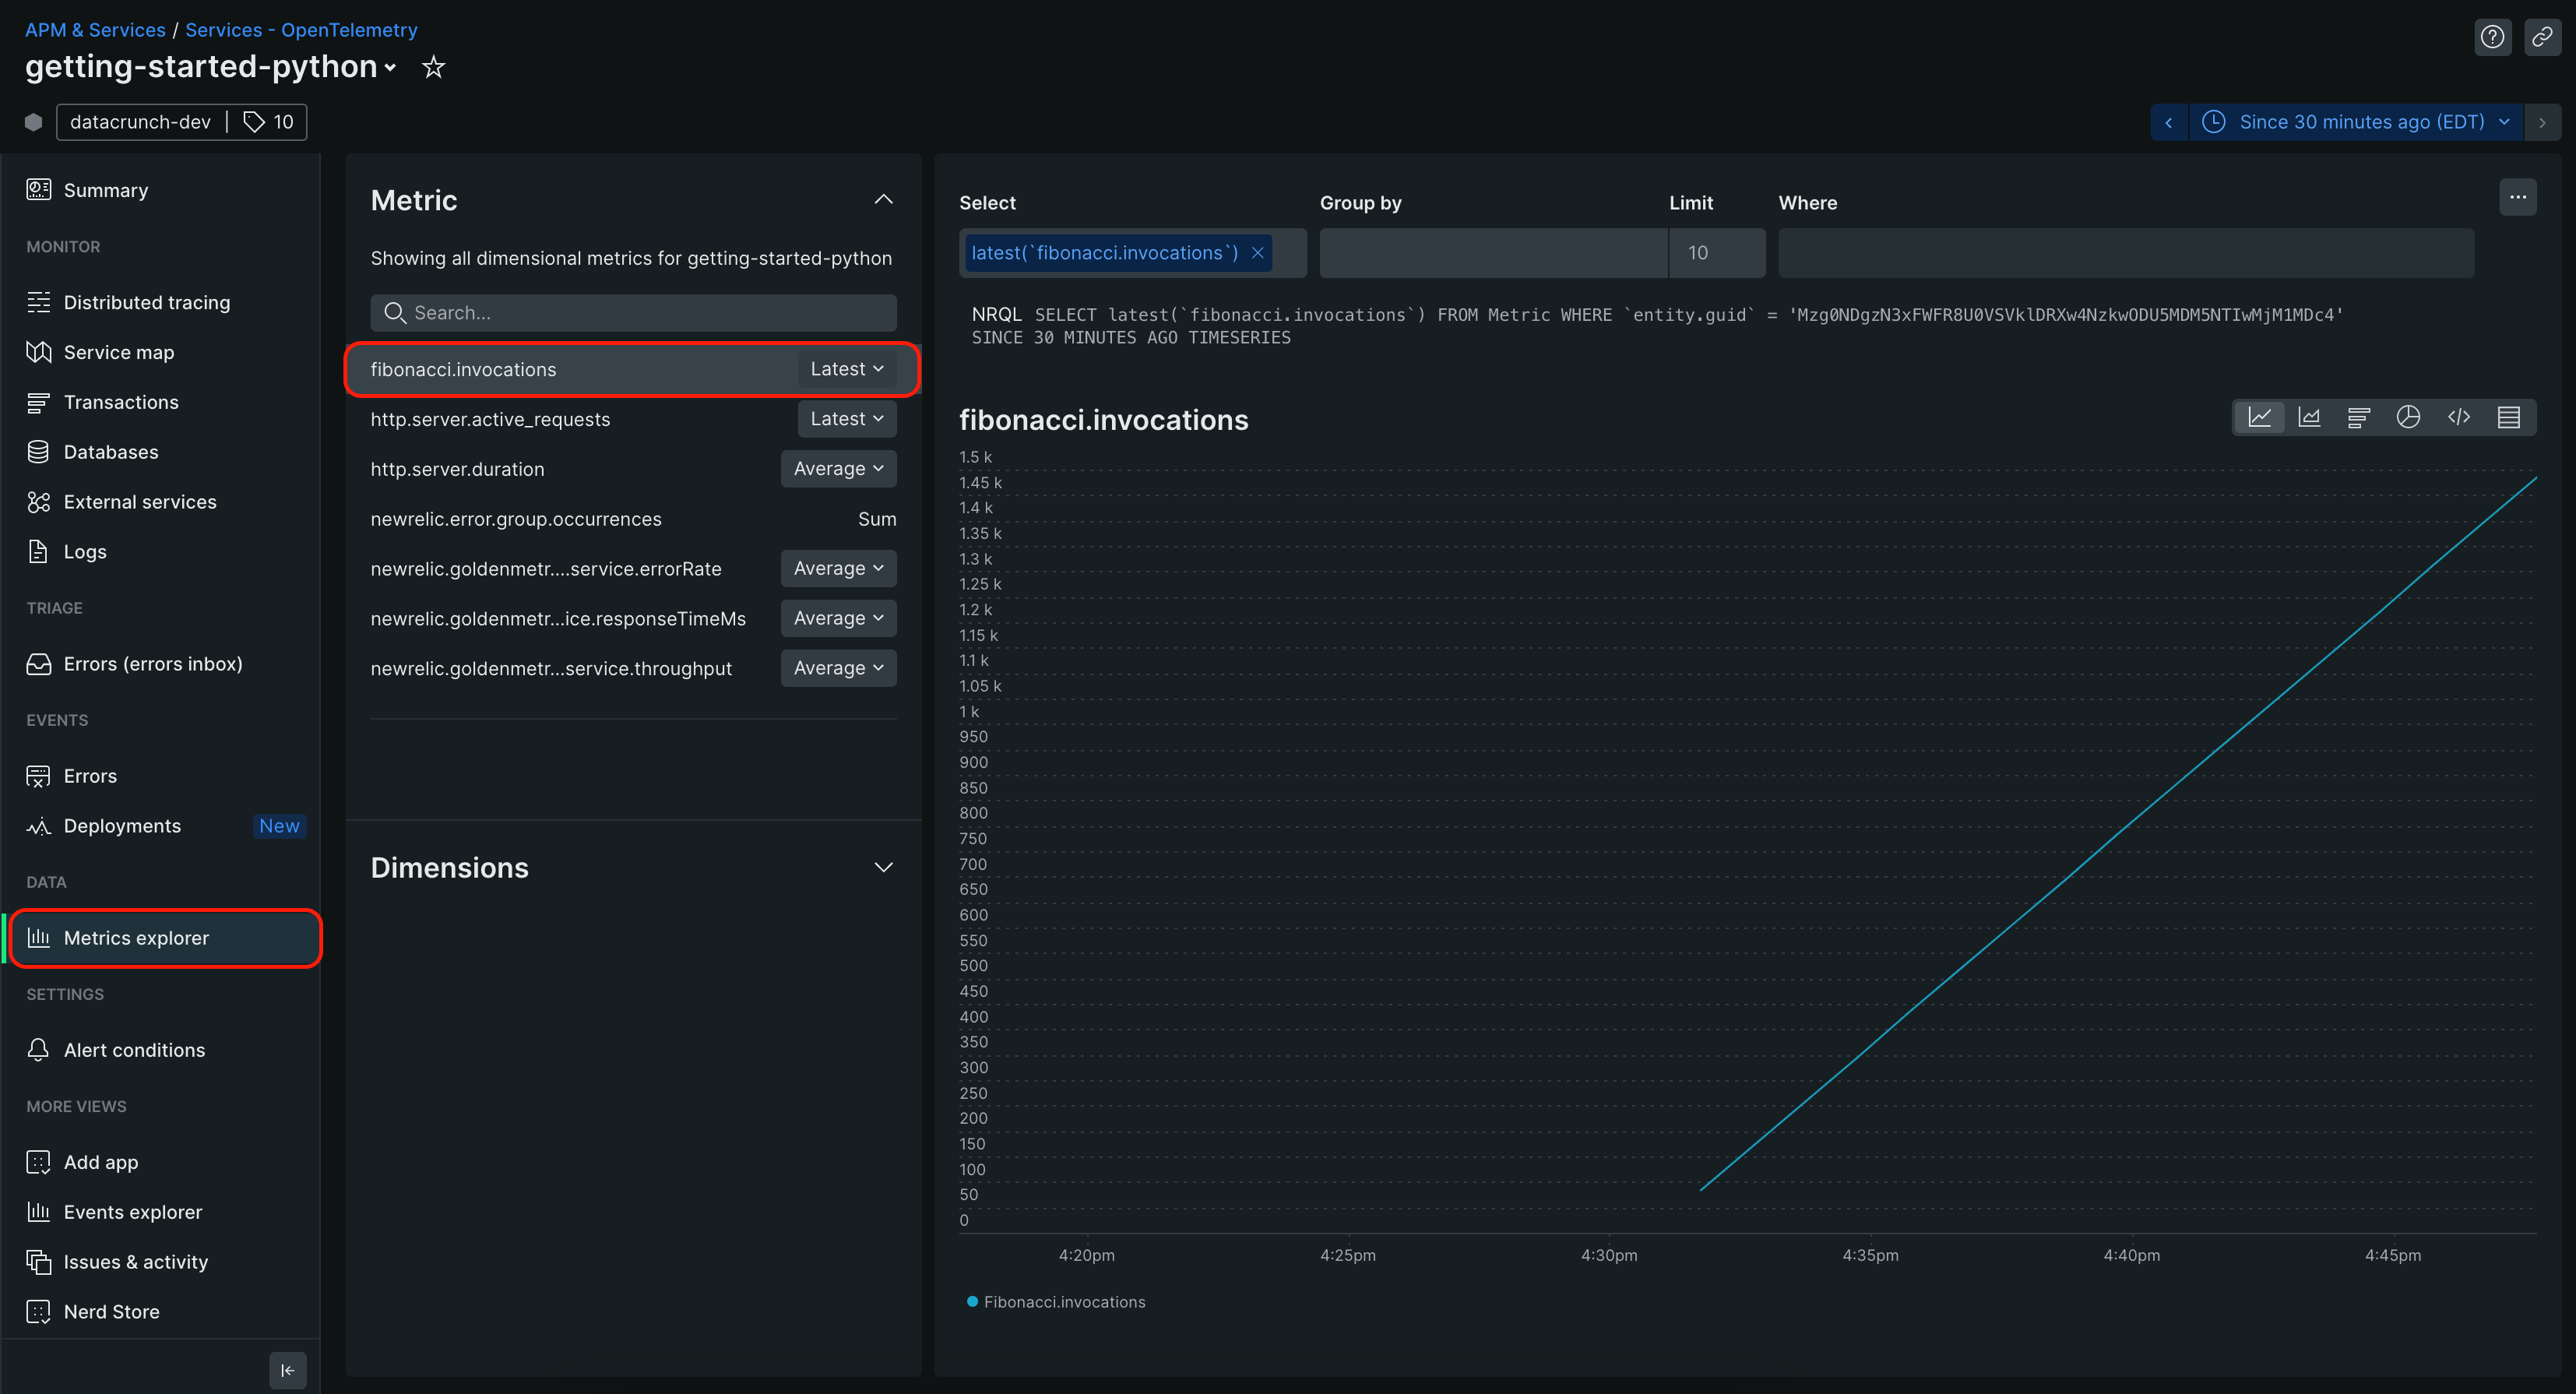 APM & Services / Services - OpenTelemetry
getting-started-python
datacrunch-dev | 10
Since 30 minutes ago (EDT)
Summary
MONITOR
Distributed tracing
Service map
Transactions
Databases
External services
Logs
TRIAGE
Errors (errors inbox)
EVENTS
Errors
Deployments New
DATA
Metrics explorer
SETTINGS
Alert conditions
MORE VIEWS
Add app
Events explorer
Issues & activity
Nerd Store
Metric
Showing all dimensional metrics for getting-started-python
Search...
fibonacci.invocations Latest
http.server.active_requests Latest
http.server.duration Average
newrelic.error.group.occurrences Sum
newrelic.goldenmetr....service.errorRate Average
newrelic.goldenmetr...ice.responseTimeMs Average
newrelic.goldenmetr...service.throughput Average
Dimensions
Select Group by Limit Where
latest(`fibonacci.invocations`) 10
NRQL SELECT latest(`fibonacci.invocations`) FROM Metric WHERE `entity.guid` = 'Mzg0NDgzN3xFWFR8U0VSVklDRXw4NzkwODU5MDM5NTIwMjM1MDc4'
SINCE 30 MINUTES AGO TIMESERIES
fibonacci.invocations
1.5 k
1.45 k
1.4 k
1.35 k
1.3 k
1.25 k
1.2 k
1.15 k
1.1 k
1.05 k
1 k
950
900
850
800
750
700
650
600
550
500
450
400
350
300
250
200
150
100
50
0
4:20pm 4:25pm 4:30pm 4:35pm 4:40pm 4:45pm
Fibonacci.invocations